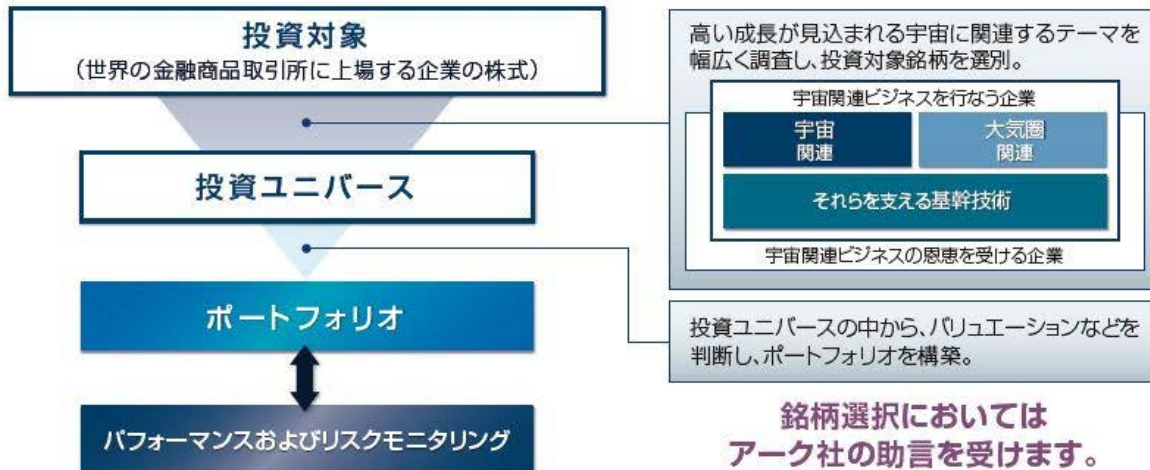 投資対象
（世界の金融商品取引所に上場する企業の株式）
投資ユニバース
ポートフォリオ
パフォーマンスおよびリスクモニタリング
高い成長が見込まれる宇宙に関連するテーマを
幅広く調査し、投資対象銘柄を選別。
宇宙関連ビジネスを行なう企業
宇宙
関連
大気圏
関連
それらを支える基幹技術
宇宙関連ビジネスの恩恵を受ける企業
投資ユニバースの中から、バリュエーションなどを
判断し、ポートフォリオを構築。
銘柄選択においては
アーク社の助言を受けます。